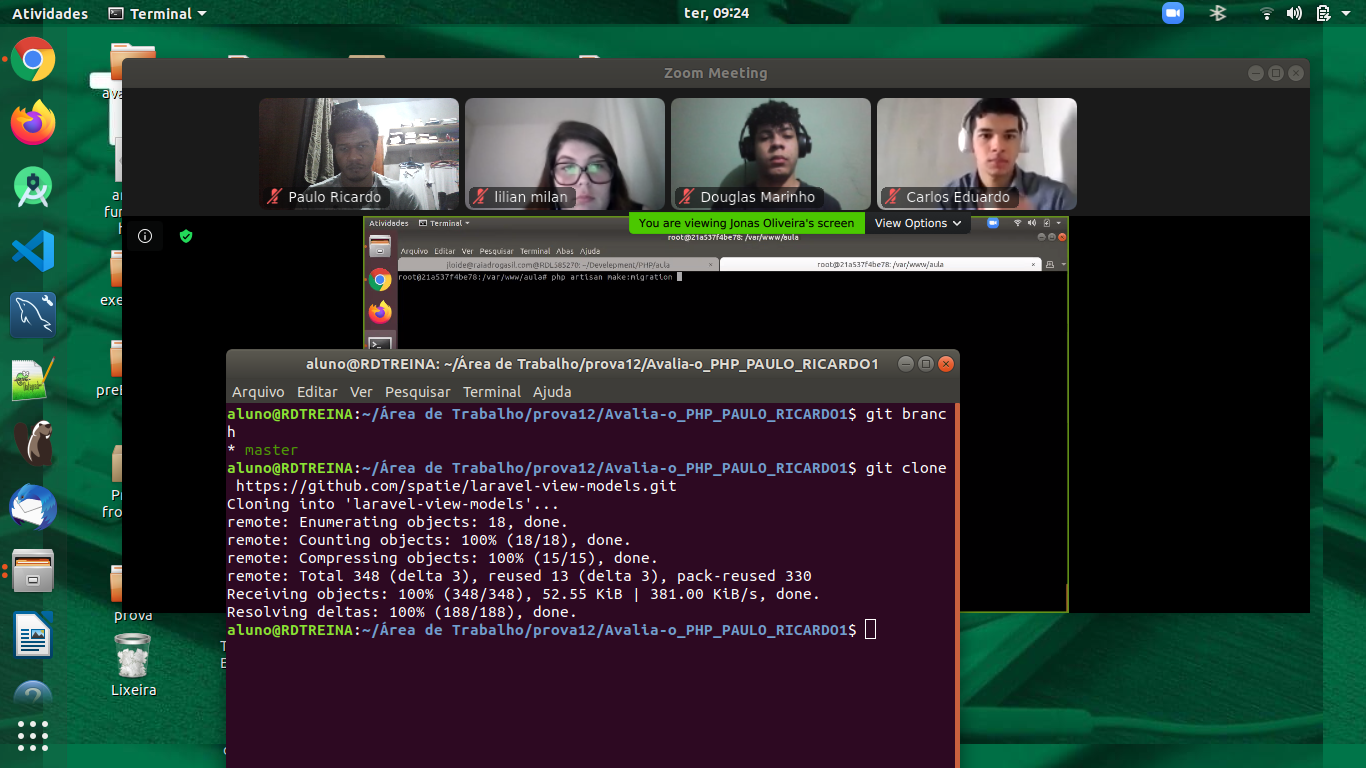 Atividades
Terminal
ter, 09:24
Zoom Meeting
Paulo Ricardo
lilian milan
Douglas Marinho
Carlos Eduardo
You are viewing Jonas Oliveira's screen
View Options
Atividades
Terminal
root@21a537f4be78: /var/www/aula
Arquivo Editar Ver Pesquisar Terminal Abas Ajuda
jloide@raiadrogasil.com@RDL585270: ~/Develepment/PHP/aula
root@21a537f4be78: /var/www/aula
root@21a537f4be78:/var/www/aula# php artisan make:migration
aluno@RDTREINA: ~/Área de Trabalho/prova12/Avalia-o_PHP_PAULO_RICARDO1
Arquivo Editar Ver Pesquisar Terminal Ajuda
aluno@RDTREINA:~/Área de Trabalho/prova12/Avalia-o_PHP_PAULO_RICARDO1$ git branc
h
* master
aluno@RDTREINA:~/Área de Trabalho/prova12/Avalia-o_PHP_PAULO_RICARDO1$ git clone
https://github.com/spatie/laravel-view-models.git
Cloning into 'laravel-view-models'...
remote: Enumerating objects: 18, done.
remote: Counting objects: 100% (18/18), done.
remote: Compressing objects: 100% (15/15), done.
remote: Total 348 (delta 3), reused 13 (delta 3), pack-reused 330
Receiving objects: 100% (348/348), 52.55 KiB | 381.00 KiB/s, done.
Resolving deltas: 100% (188/188), done.
aluno@RDTREINA:~/Área de Trabalho/prova12/Avalia-o_PHP_PAULO_RICARDO1$
prova
Lixeira